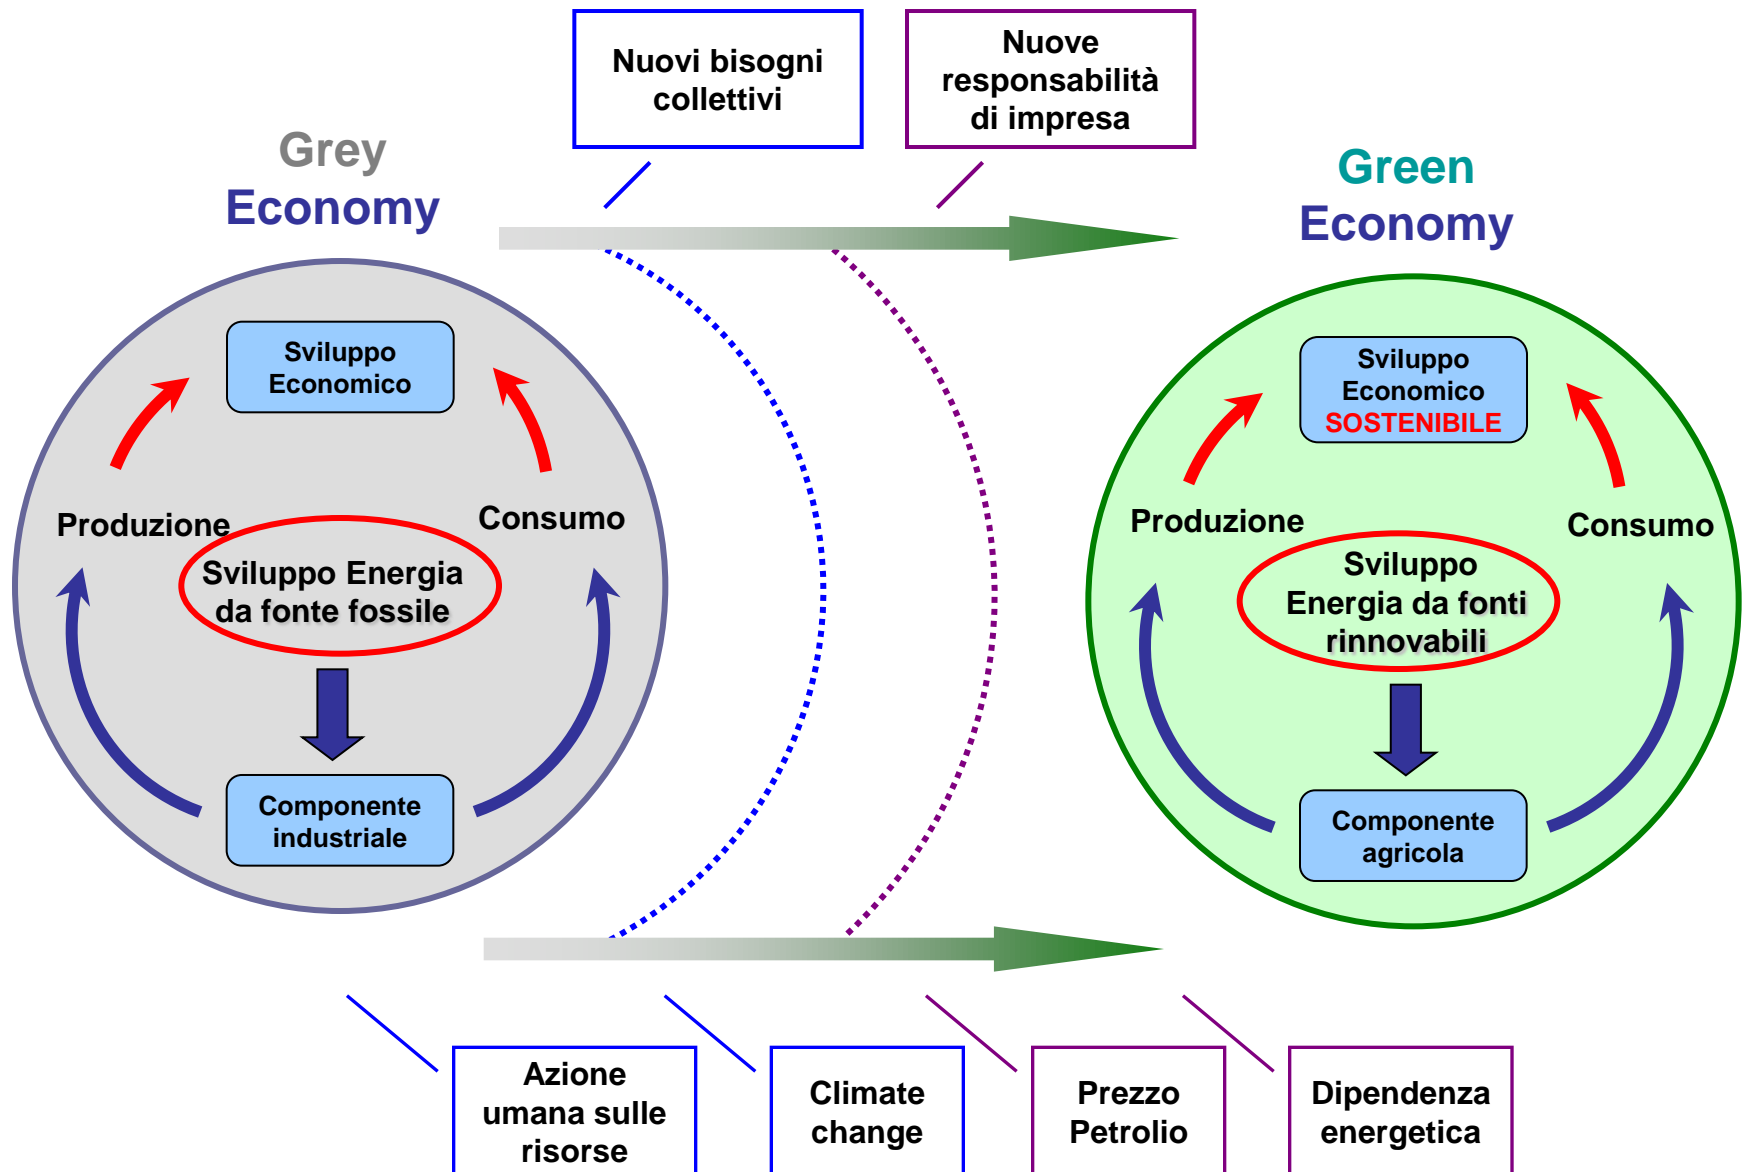 Nuovi bisogni
collettivi
Nuove
responsabilità
di impresa
Grey
Economy
Green
Economy
Sviluppo
Economico
Produzione
Consumo
Sviluppo Energia
da fonte fossile
Componente
industriale
Sviluppo
Economico
SOSTENIBILE
Produzione
Consumo
Sviluppo
Energia da fonti
rinnovabili
Componente
agricola
Azione
umana sulle
risorse
Climate
change
Prezzo
Petrolio
Dipendenza
energetica